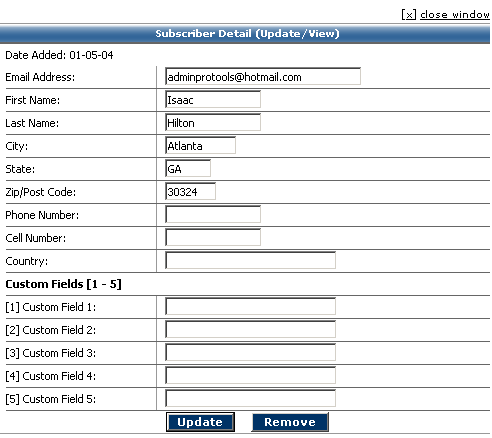 [x] close window
Subscriber Detail (Update/View)
Date Added: 01-05-04
Email Address: adminprotools@hotmail.com
First Name: Isaac
Last Name: Hilton
City: Atlanta
State: GA
Zip/Post Code: 30324
Phone Number:
Cell Number:
Country:
Custom Fields [1 - 5]
[1] Custom Field 1:
[2] Custom Field 2:
[3] Custom Field 3:
[4] Custom Field 4:
[5] Custom Field 5:
Update Remove